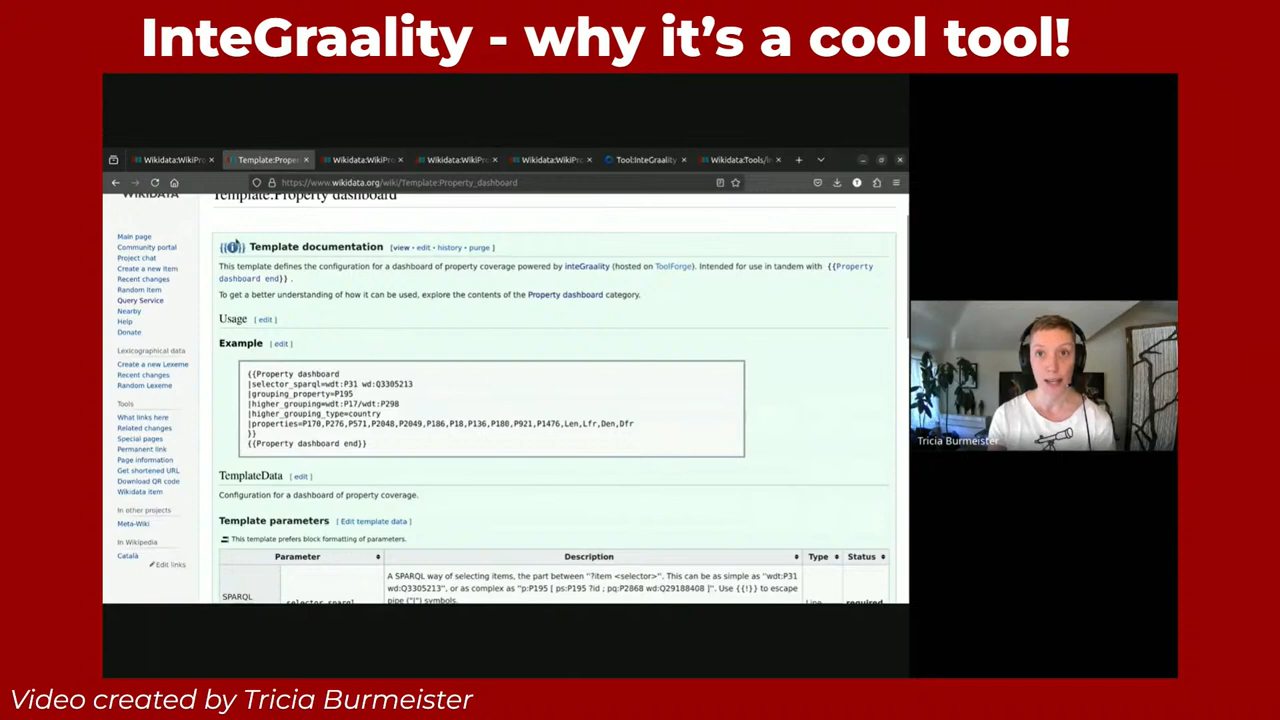 InteGraality - why it's a cool tool!
Wikidata:WikiPro
Template:Proper
Wikidata:WikiPro
Wikidata:WikiPro
Wikidata:WikiPro
Tool:InteGraality
Wikidata:Tools/
https://www.wikidata.org/wiki/Template:Property_dashboard
WIKIDATA
Template:Property dashboard
Main page
Community portal
Project chat
Create a new Item
Recent changes
Random Item
Query Service
Nearby
Help
Donate
Lexicographical data
Create a new Lexeme
Recent changes
Random Lexeme
Tools
What links here
Related changes
Special pages
Permanent link
Page information
Get shortened URL
Download QR code
Wikidata item
In other projects
Meta-Wiki
In Wikipedia
Català
Edit links
Template documentation [view • edit • history • purge ]
This template defines the configuration for a dashboard of property coverage powered by inteGraality (hosted on ToolForge). Intended for use in tandem with {{Property
dashboard end}} .
To get a better understanding of how it can be used, explore the contents of the Property dashboard category.
Usage [ edit ]
Example [ edit ]
{{Property dashboard
|selector_sparql=wdt:P31 wd:Q3305213
|grouping_property=P195
|higher_grouping=wdt:P17/wdt:P298
|higher_grouping_type=country
|properties=P170,P276,P571,P2048,P2049,P186,P18,P136,P180,P921,P1476,Len,Lfr,Den,Dfr
}}
{{Property dashboard end}}
TemplateData [ edit ]
Configuration for a dashboard of property coverage.
Template parameters [ Edit template data ]
This template prefers block formatting of parameters.
Parameter Description Type Status
SPARQL
selector_sparql
A SPARQL way of selecting items, the part between "?item <selector>". This can be as simple as "wdt:P31
wd:Q3305213", or as complex as "p:P195 [ ps:P195 ?id ; pq:P2868 wd:Q29188408 ]". Use {{!}} to escape
pipe ("|") symbols.
Line
required
Tricia Burmeister
Video created by Tricia Burmeister